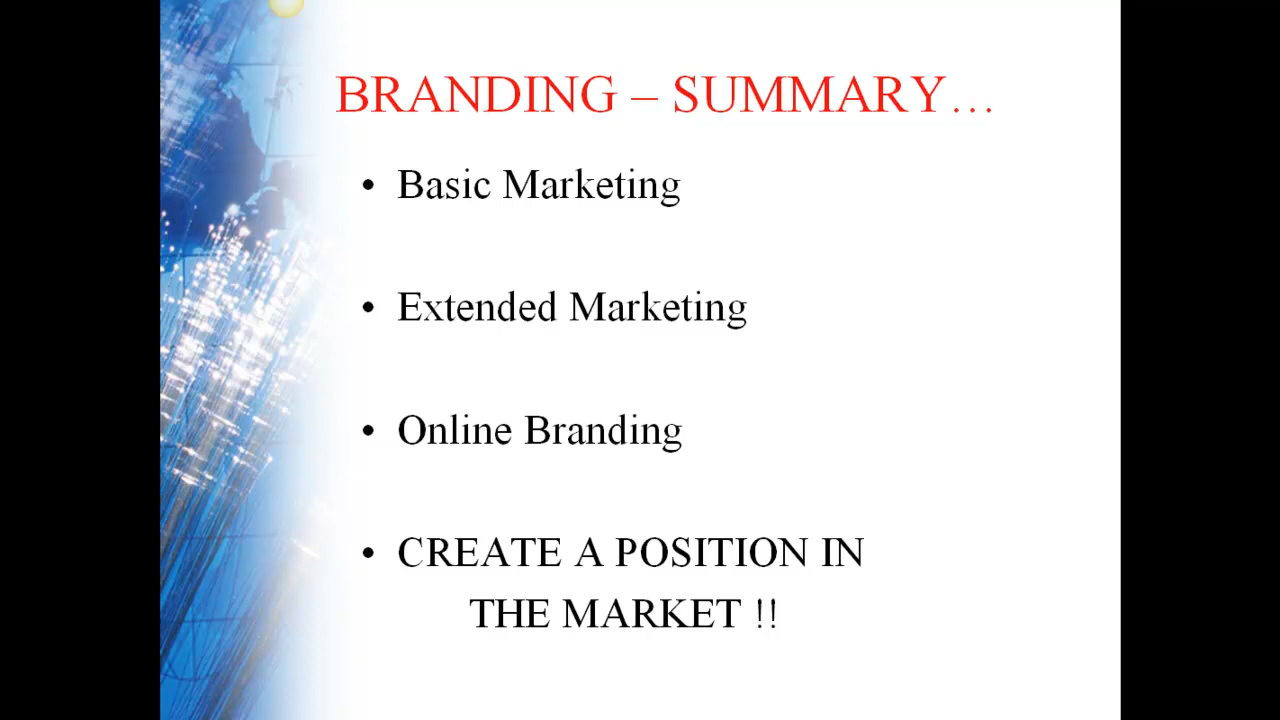 BRANDING – SUMMARY…
• Basic Marketing
• Extended Marketing
• Online Branding
• CREATE A POSITION IN
THE MARKET !!